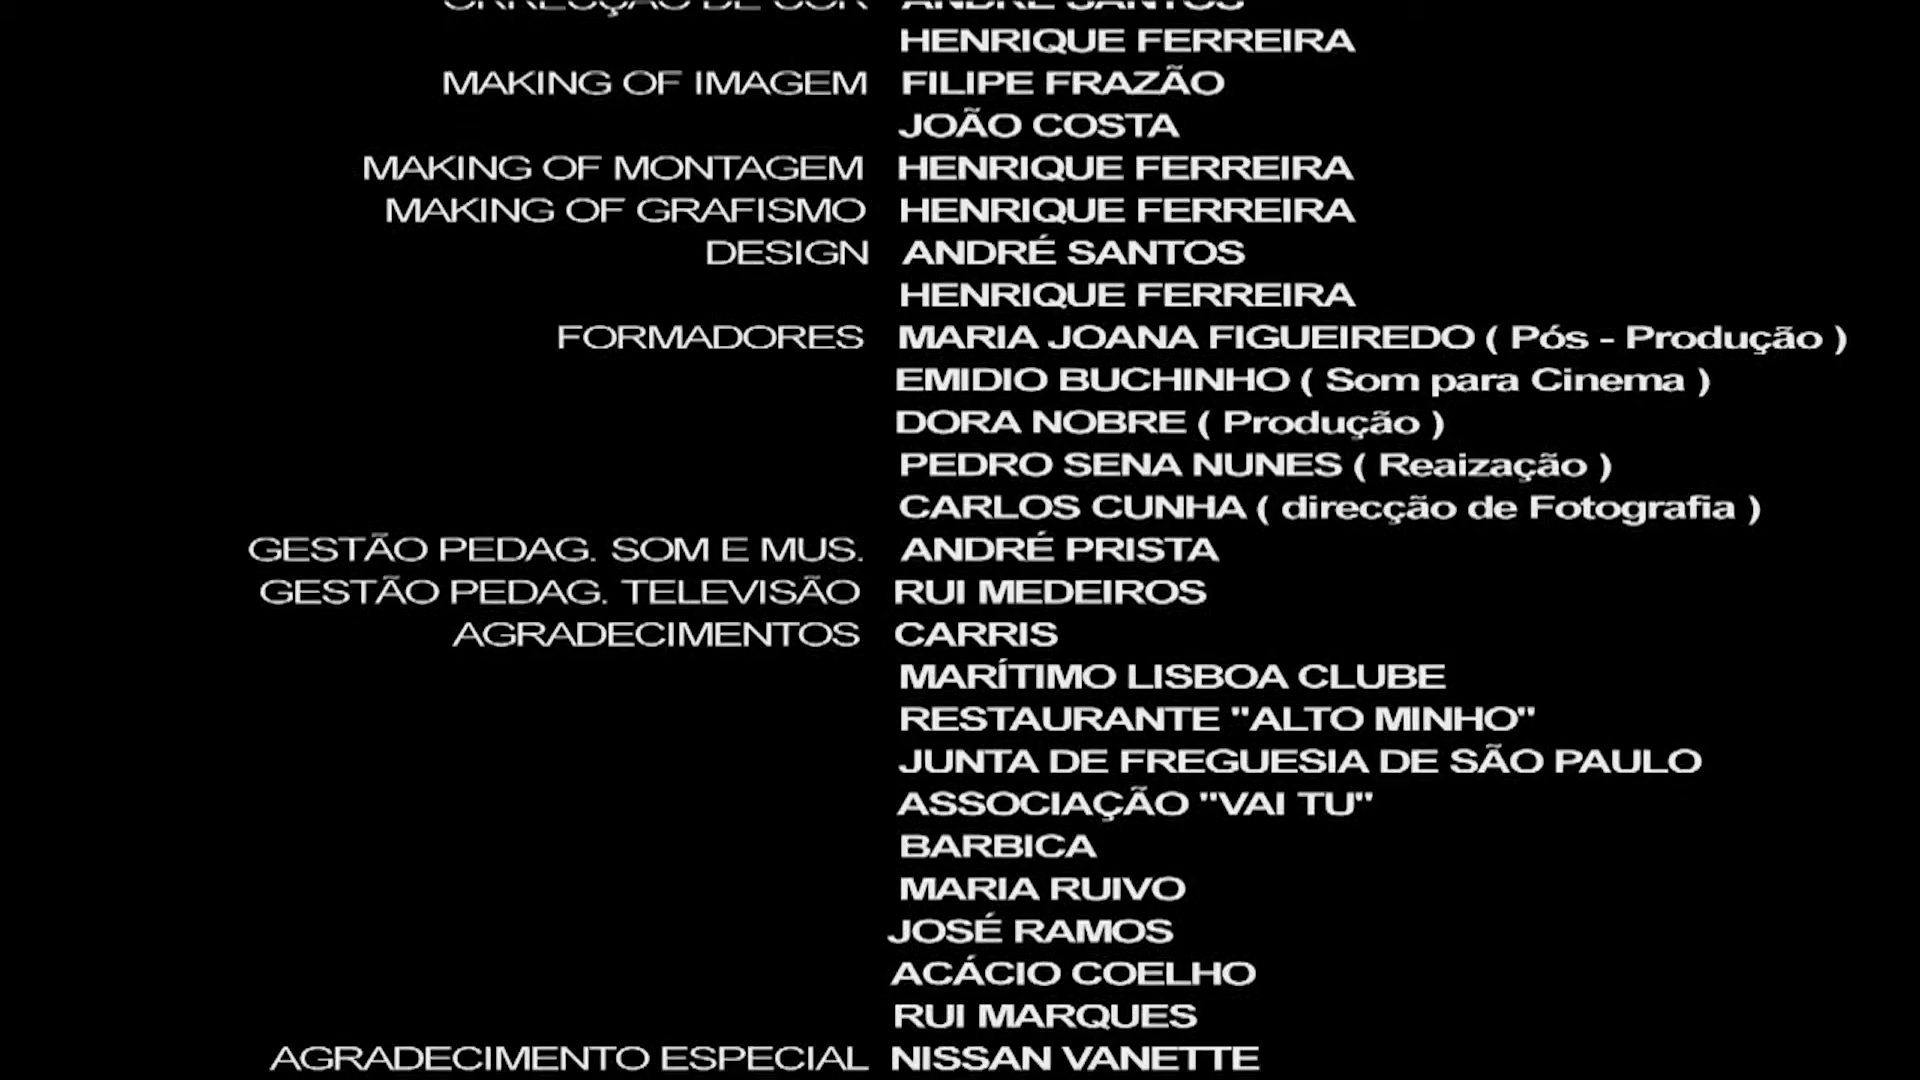 ORRECÇÃO DE COR ANDRÉ SANTOS
HENRIQUE FERREIRA
MAKING OF IMAGEM FILIPE FRAZÃO
JOÃO COSTA
MAKING OF MONTAGEM HENRIQUE FERREIRA
MAKING OF GRAFISMO HENRIQUE FERREIRA
DESIGN ANDRÉ SANTOS
HENRIQUE FERREIRA
FORMADORES MARIA JOANA FIGUEIREDO ( Pós - Produção )
EMIDIO BUCHINHO ( Som para Cinema )
DORA NOBRE ( Produção )
PEDRO SENA NUNES ( Reaização )
CARLOS CUNHA ( direcção de Fotografia )
GESTÃO PEDAG. SOM E MUS. ANDRÉ PRISTA
GESTÃO PEDAG. TELEVISÃO RUI MEDEIROS
AGRADECIMENTOS CARRIS
MARÍTIMO LISBOA CLUBE
RESTAURANTE "ALTO MINHO"
JUNTA DE FREGUESIA DE SÃO PAULO
ASSOCIAÇÃO "VAI TU"
BARBICA
MARIA RUIVO
JOSÉ RAMOS
ACÁCIO COELHO
RUI MARQUES
AGRADECIMENTO ESPECIAL NISSAN VANETTE